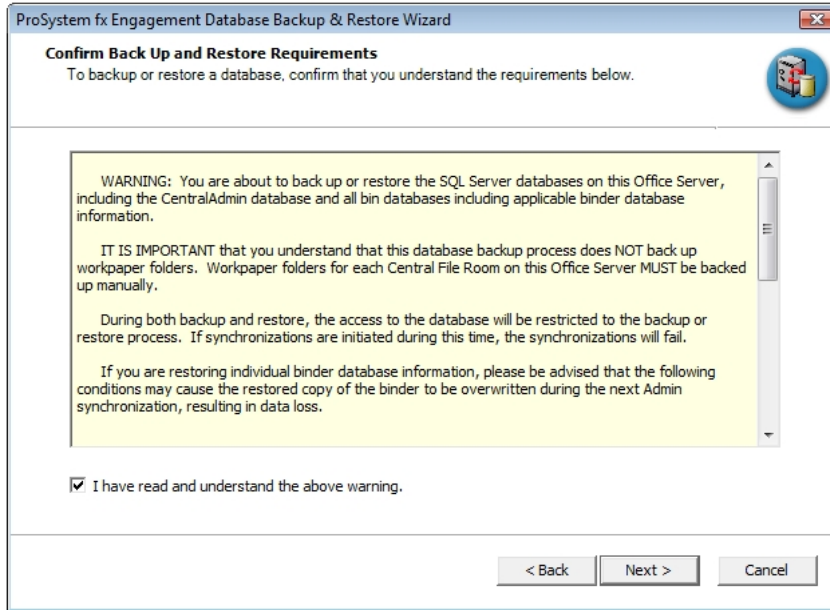 ProSystem fx Engagement Database Backup & Restore Wizard
Confirm Back Up and Restore Requirements
To backup or restore a database, confirm that you understand the requirements below.
WARNING: You are about to back up or restore the SQL Server databases on this Office Server,
including the CentralAdmin database and all bin databases including applicable binder database
information.
IT IS IMPORTANT that you understand that this database backup process does NOT back up
workpaper folders. Workpaper folders for each Central File Room on this Office Server MUST be backed
up manually.
During both backup and restore, the access to the database will be restricted to the backup or
restore process. If synchronizations are initiated during this time, the synchronizations will fail.
If you are restoring individual binder database information, please be advised that the following
conditions may cause the restored copy of the binder to be overwritten during the next Admin
synchronization, resulting in data loss.
I have read and understand the above warning.
< Back Next > Cancel